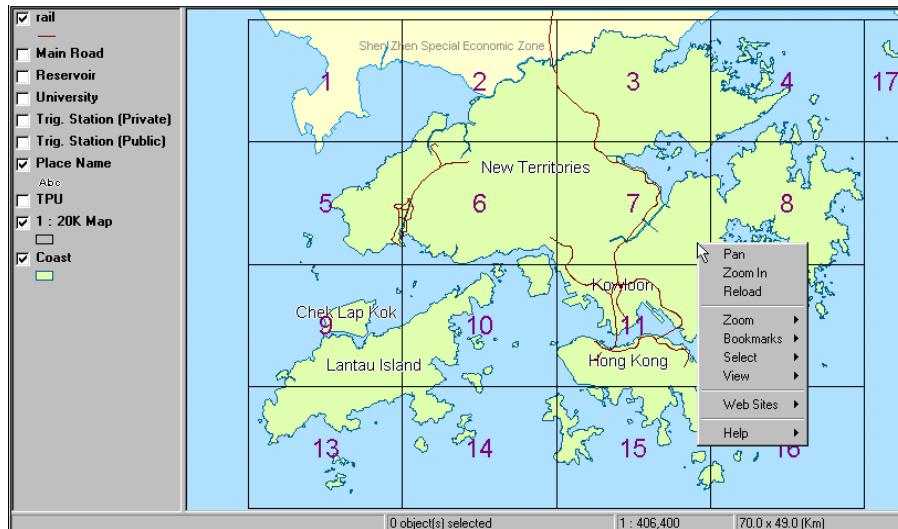 rail
Main Road
Reservoir
University
Trig. Station (Private)
Trig. Station (Public)
Place Name
Abc
TPU
1 : 20K Map
Coast
Shen Zhen Special Economic Zone
1
2
3
4
17
New Territories
5
6
7
8
Pan
Zoom In
Reload
Zoom
Bookmarks
Select
View
Web Sites
Help
Kowloon
Chek Lap Kok
9
10
11
Lantau Island
Hong Kong
13
14
15
16
0 object(s) selected
1 : 406,400
70.0 x 49.0 (Km)